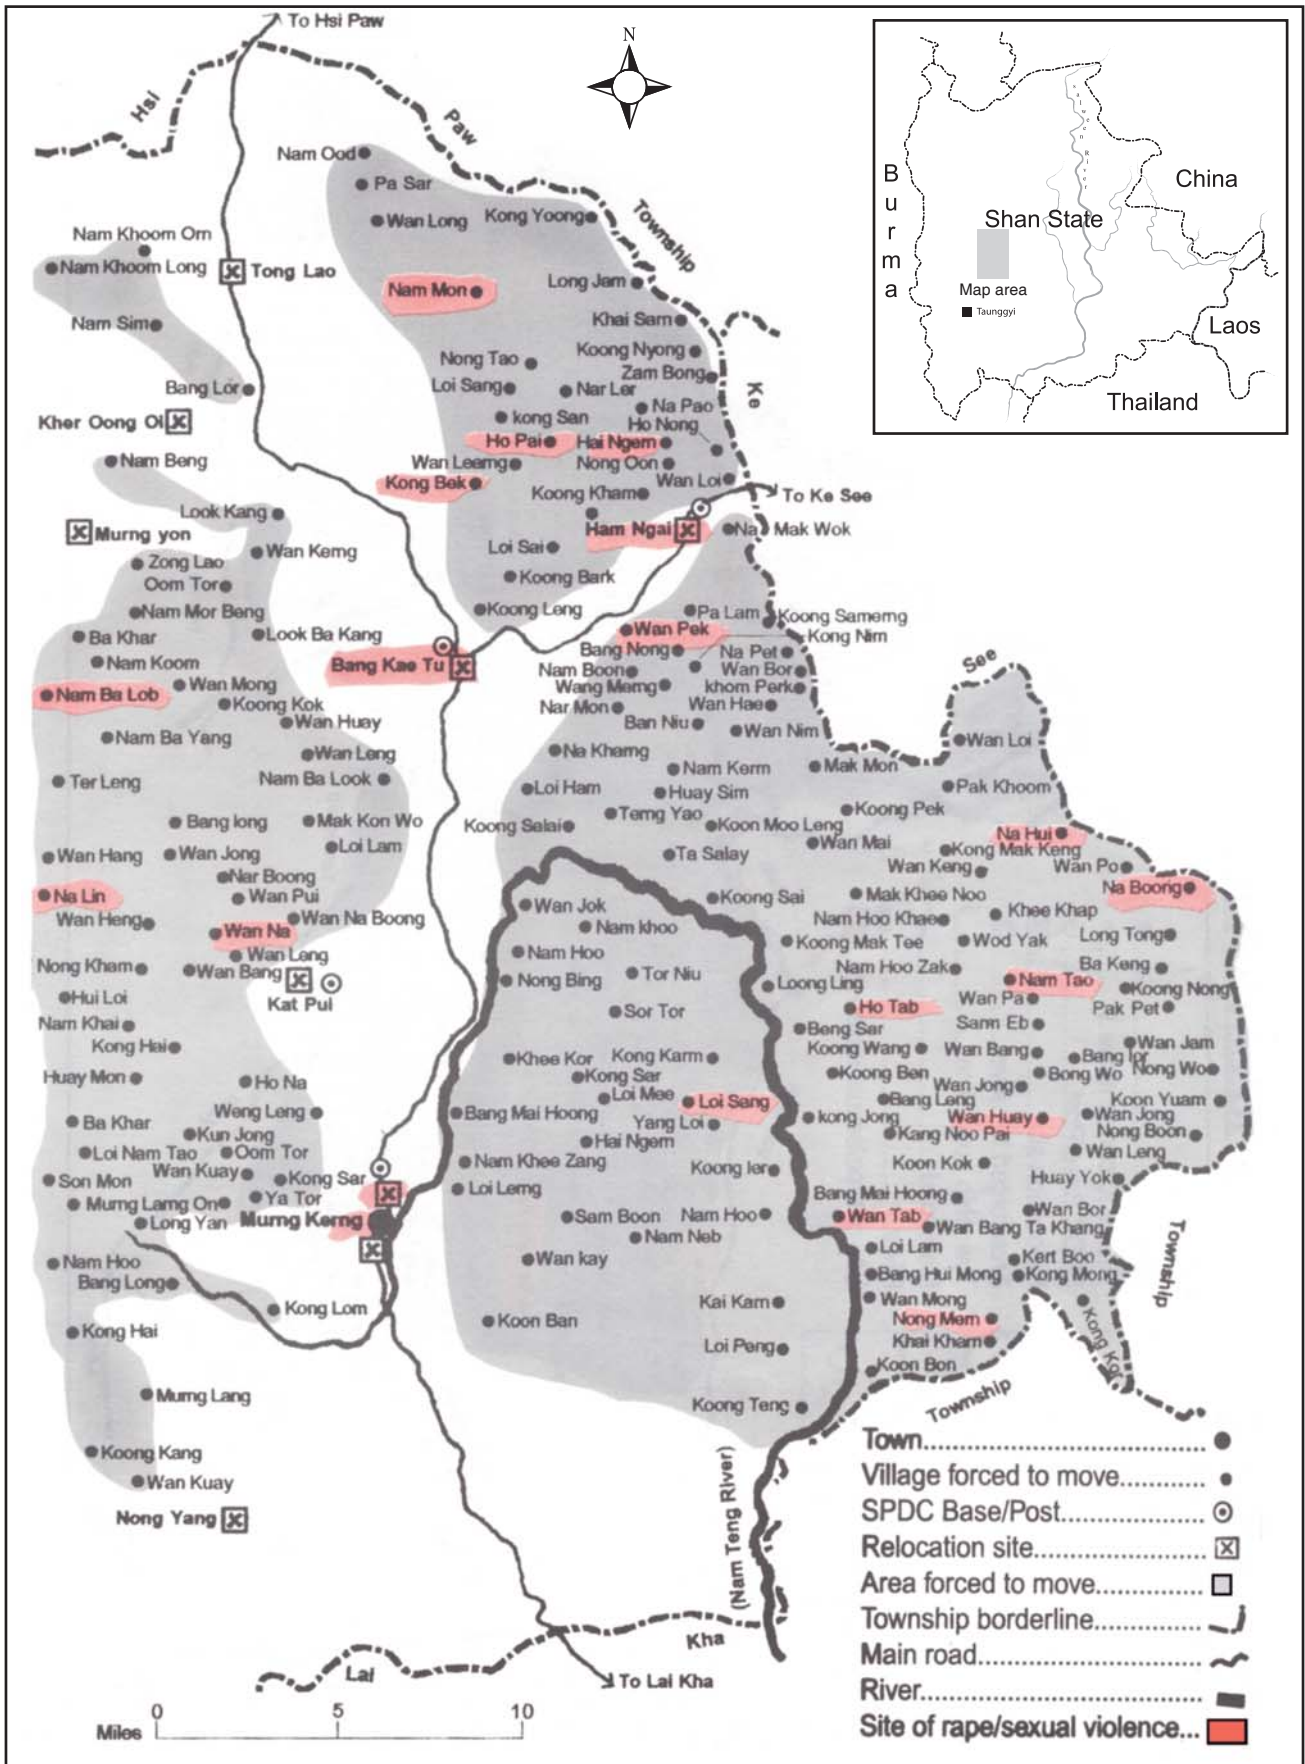 To Hsi Paw
N
Hsi
Paw
Township
Ke
Nam Ood
Pa Sar
Wan Long
Kong Yoong
Nam Khoom Orn
Nam Khoom Long
Tong Lao
Nam Mon
Long Jam
Nam Sim
Khai Sam
Nong Tao
Koong Nyong
Zam Bong
Bang Lor
Loi Sang
Nar Ler
Na Pao
Kher Oong Oi
kong San
Ho Nong
Ho Pai
Hai Ngern
Nam Beng
Wan Leerng
Nong Oon
Kong Bek
Wan Loi
Koong Kham
To Ke See
Look Kang
Murng yon
Ham Ngai
Na Mak Wok
Wan Kerng
Loi Sai
Zong Lao
Oom Tor
Koong Bark
Nam Mor Beng
Koong Leng
Pa Lam
Koong Samerng
Ba Khar
Look Ba Kang
Wan Pek
Kong Nim
Nam Koom
Bang Kae Tu
Bang Nong
Na Pet
Nam Boon
Wan Bor
Nam Ba Lob
Wan Mong
Wang Merng
khom Perk
Koong Kok
Nar Mon
Wan Hae
Wan Huay
Ban Niu
Wan Nim
Nam Ba Yang
Wan Leng
Na Kharng
See
Wan Loi
Ter Leng
Nam Ba Look
Nam Kerm
Mak Mon
Loi Ham
Huay Sim
Pak Khoom
Bang long
Mak Kon Wo
Koong Salai
Terng Yao
Koon Moo Leng
Koong Pek
Na Hui
Wan Hang
Wan Jong
Loi Lam
Ta Salay
Wan Mai
Kong Mak Keng
Nar Boong
Wan Keng
Wan Po
Na Lin
Wan Pui
Wan Jok
Koong Sai
Mak Khee Noo
Na Boong
Wan Heng
Wan Na Boong
Nam khoo
Nam Hoo Khae
Khee Khap
Wan Na
Koong Mak Tee
Wod Yak
Long Tong
Wan Leng
Nam Hoo
Nong Kham
Wan Bang
Nong Bing
Tor Niu
Nam Hoo Zak
Ba Keng
Kat Pul
Loong Ling
Nam Tao
Koong Nong
Hui Loi
Sor Tor
Ho Tab
Wan Pa
Pak Pet
Nam Khai
Beng Sar
Sarm Eb
Kong Hai
Khee Kor
Kong Karm
Koong Wang
Wan Bang
Wan Jam
Bang lor
Huay Mon
Ho Na
Kong Sar
Koong Ben
Bong Wo
Nong Wo
Loi Mee
Loi Sang
Wan Jong
Weng Leng
Bang Mai Hoong
Bang Leng
Koon Yuam
Ba Khar
Yang Loi
kong Jong
Wan Huay
Wan Jong
Kun Jong
Hai Ngern
Kang Noo Pai
Nong Boon
Loi Nam Tao
Oom Tor
Nam Khee Zang
Wan Leng
Wan Kuay
Koong ler
Koon Kok
Son Mon
Kong Sar
Loi Lerng
Huay Yok
Murng Larng On
Ya Tor
Bang Mai Hoong
Long Yan
Murng Kerng
Sam Boon
Nam Hoo
Wan Tab
Wan Bor
Wan Bang Ta Khang
Nam Neb
Loi Lam
Nam Hoo
Wan kay
Kert Boo
Bang Long
Bang Hui Mong
Kong Mong
Township
Kong Lom
Kai Kam
Wan Mong
Kong Hai
Koon Ban
Nong Mern
Loi Peng
Khai Kham
Koon Bon
Murng Lang
Koong Teng
Township
Koong Kang
Wan Kuay
Nong Yang
(Nam Teng River)
Kha
Lai
To Lai Kha
0 5 10
Miles
Burma
Salween River
China
Shan State
Map area
Taunggyi
Laos
Thailand
Town
Village forced to move
SPDC Base/Post
Relocation site
Area forced to move
Township borderline
Main road
River
Site of rape/sexual violence...